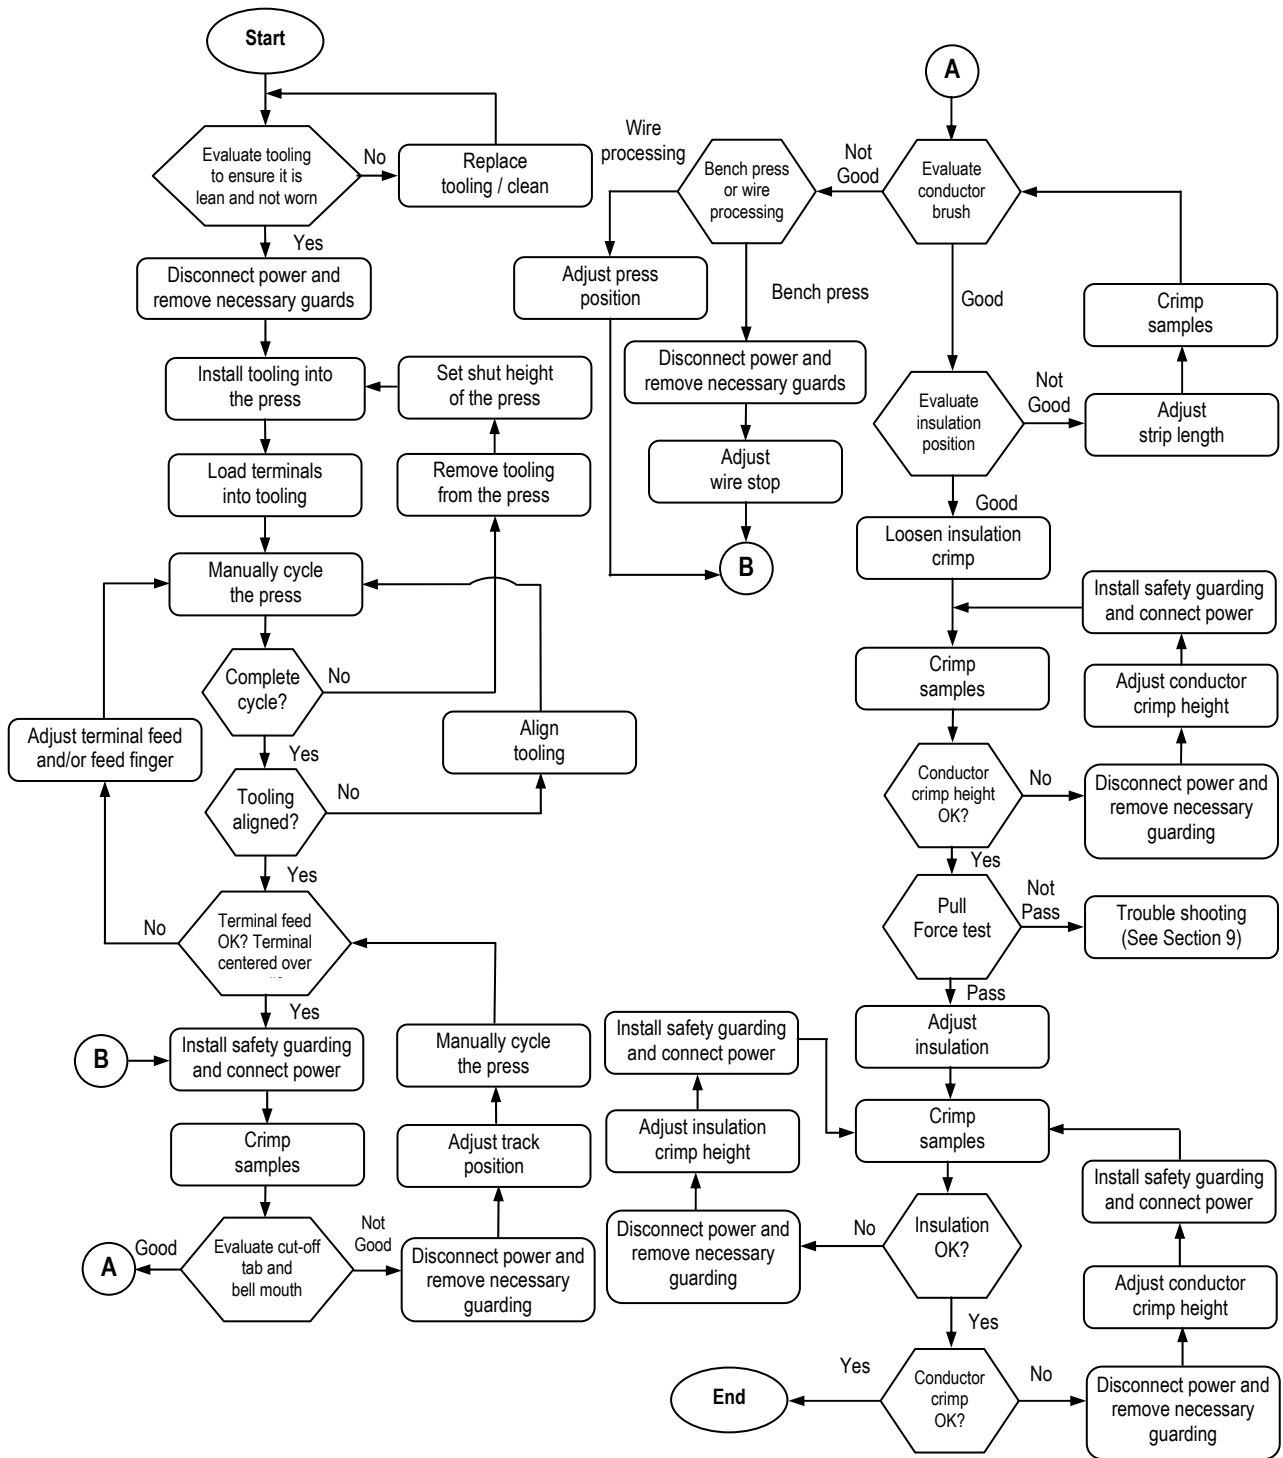 Start
Evaluate tooling
to ensure it is
lean and not worn
No
Replace
tooling / clean
Yes
Disconnect power and
remove necessary guards
Install tooling into
the press
Set shut height
of the press
Load terminals
into tooling
Remove tooling
from the press
Manually cycle
the press
Complete
cycle?
No
Yes
Adjust terminal feed
and/or feed finger
Align
tooling
Tooling
aligned?
No
Yes
Terminal feed
OK? Terminal
centered over
No
Yes
B
Install safety guarding
and connect power
Manually cycle
the press
Crimp
samples
Adjust track
position
A
Good
Evaluate cut-off
tab and
bell mouth
Not
Good
Disconnect power and
remove necessary
guarding
A
Wire
processing
Bench press
or wire
processing
Not
Good
Evaluate
conductor
brush
Adjust press
position
Bench press
Good
Crimp
samples
Disconnect power and
remove necessary guards
Evaluate
insulation
position
Not
Good
Adjust
strip length
Adjust
wire stop
Good
B
Loosen insulation
crimp
Install safety guarding
and connect power
Crimp
samples
Adjust conductor
crimp height
Conductor
crimp height
OK?
No
Disconnect power and
remove necessary
guarding
Yes
Pull
Force test
Not
Pass
Trouble shooting
(See Section 9)
Pass
Adjust
insulation
Install safety guarding
and connect power
Crimp
samples
Adjust insulation
crimp height
Install safety guarding
and connect power
Disconnect power and
remove necessary
guarding
No
Insulation
OK?
Adjust conductor
crimp height
Yes
End
Yes
Conductor
crimp
OK?
No
Disconnect power and
remove necessary
guarding